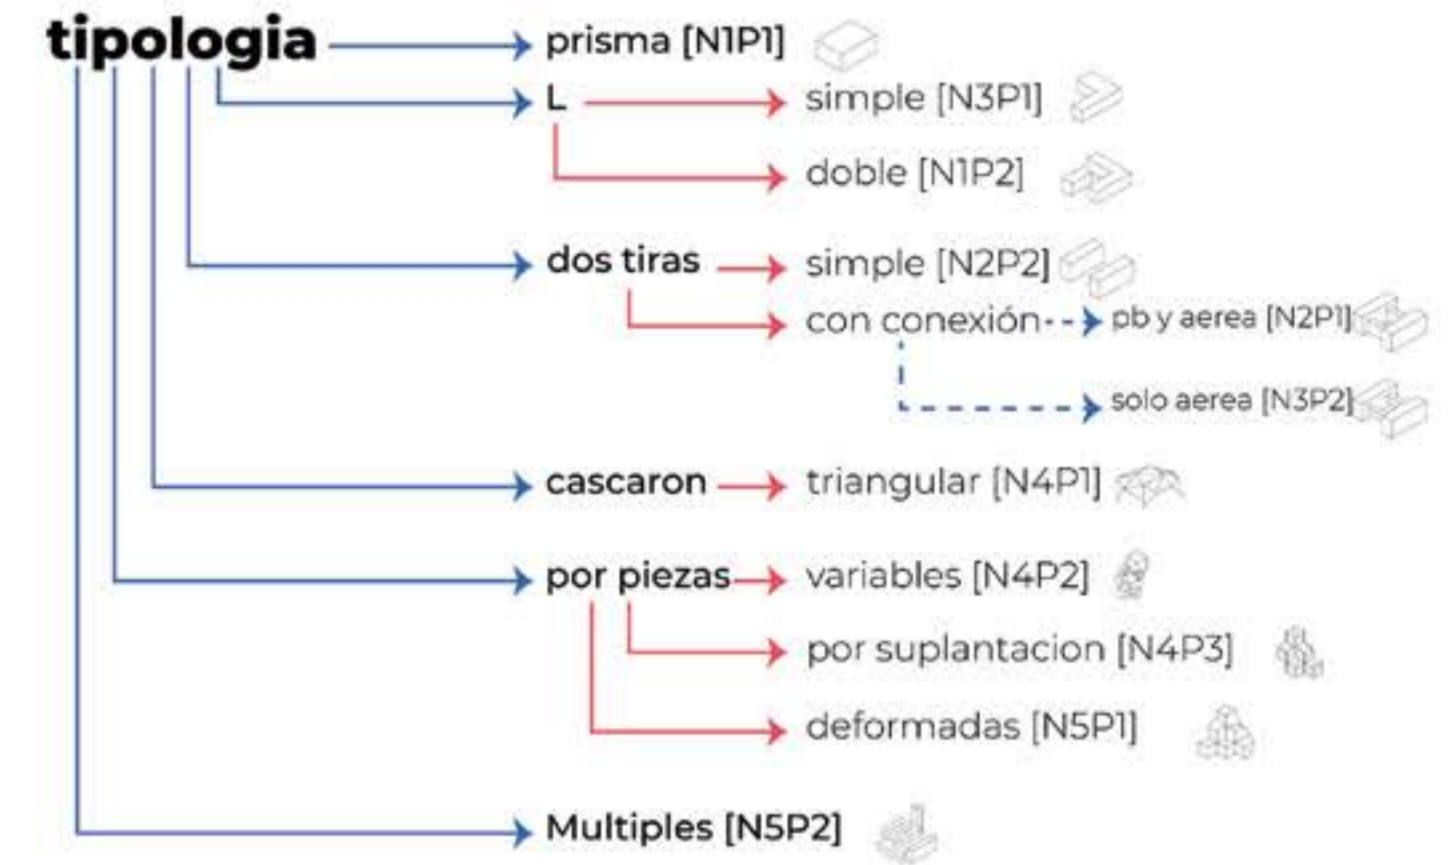 tipologia
prisma [N1P1]
L
simple [N3P1]
doble [N1P2]
dos tiras
simple [N2P2]
con conexión
pb y aerea [N2P1]
solo aerea [N3P2]
cascaron
triangular [N4P1]
por piezas
variables [N4P2]
por suplantacion [N4P3]
deformadas [N5P1]
Multiples [N5P2]